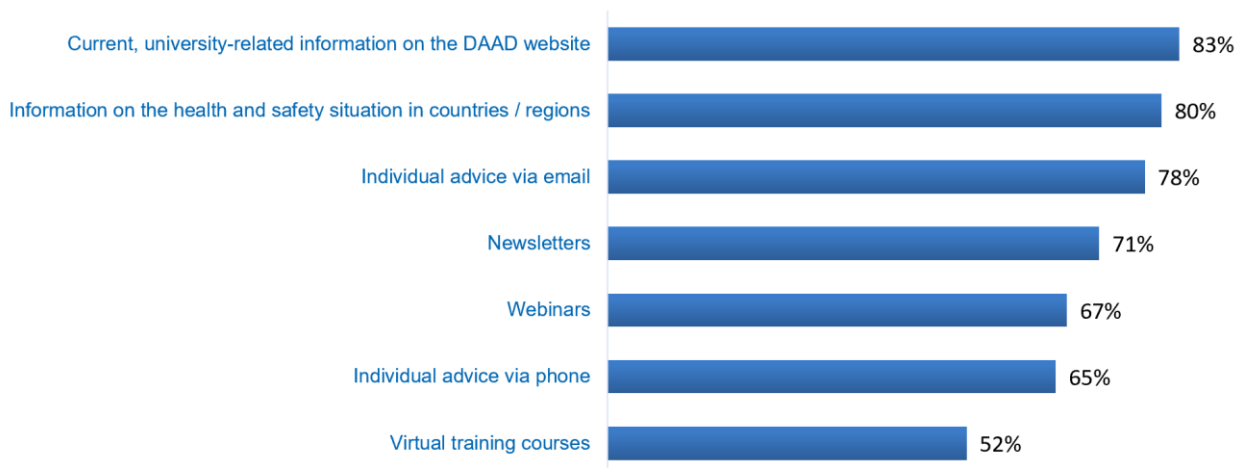 Current, university-related information on the DAAD website 83%
Information on the health and safety situation in countries / regions 80%
Individual advice via email 78%
Newsletters 71%
Webinars 67%
Individual advice via phone 65%
Virtual training courses 52%